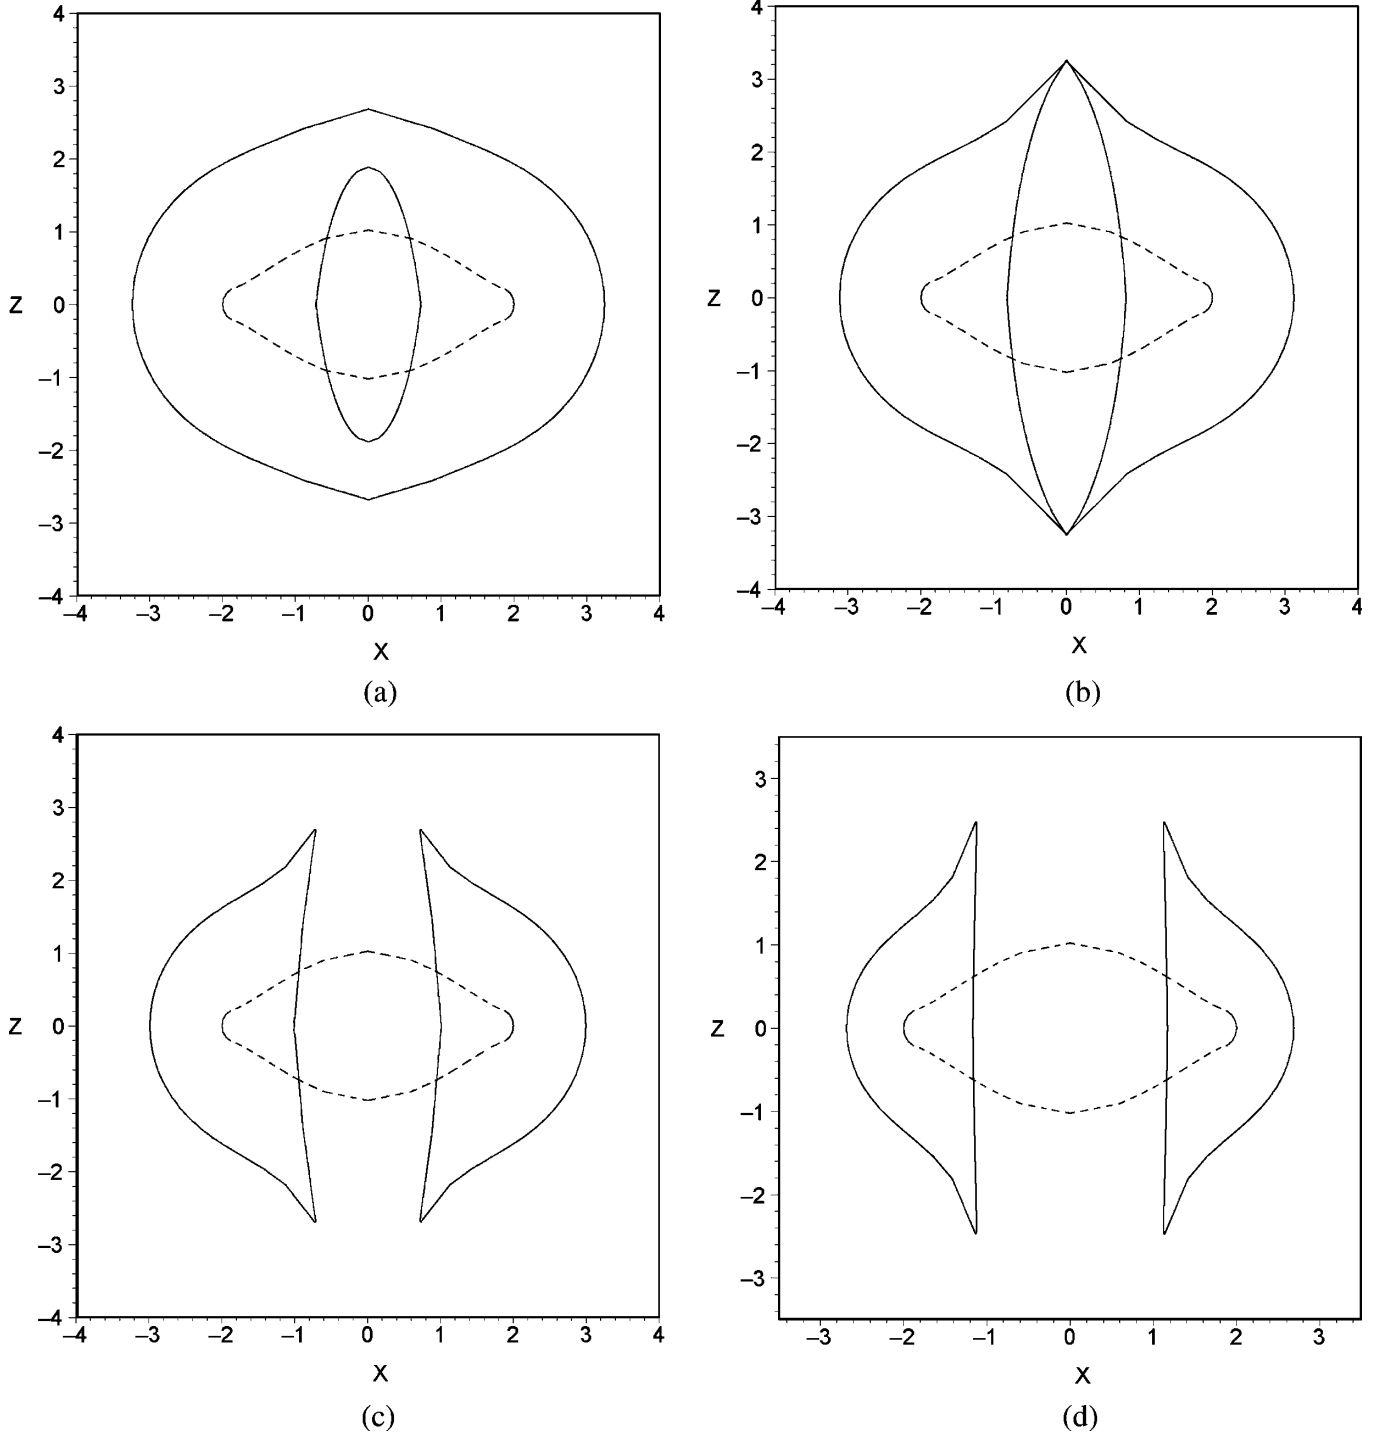 4
3
2
1
Z 0
–1
–2
–3
–4
–4 –3 –2 –1 0 1 2 3 4
X
(a)
4
3
2
1
Z 0
–1
–2
–3
–4
–4 –3 –2 –1 0 1 2 3 4
X
(b)
4
3
2
1
Z 0
–1
–2
–3
–4
–4 –3 –2 –1 0 1 2 3 4
X
(c)
3
2
1
Z 0
–1
–2
–3
–3 –2 –1 0 1 2 3
X
(d)